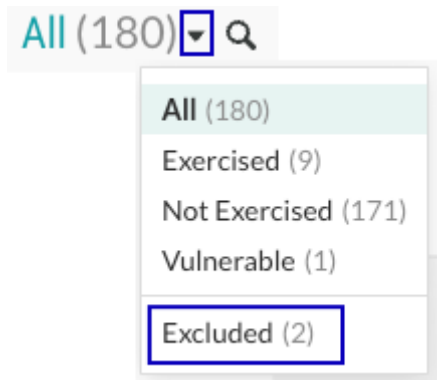 All (180)
All (180)
Exercised (9)
Not Exercised (171)
Vulnerable (1)
Excluded (2)